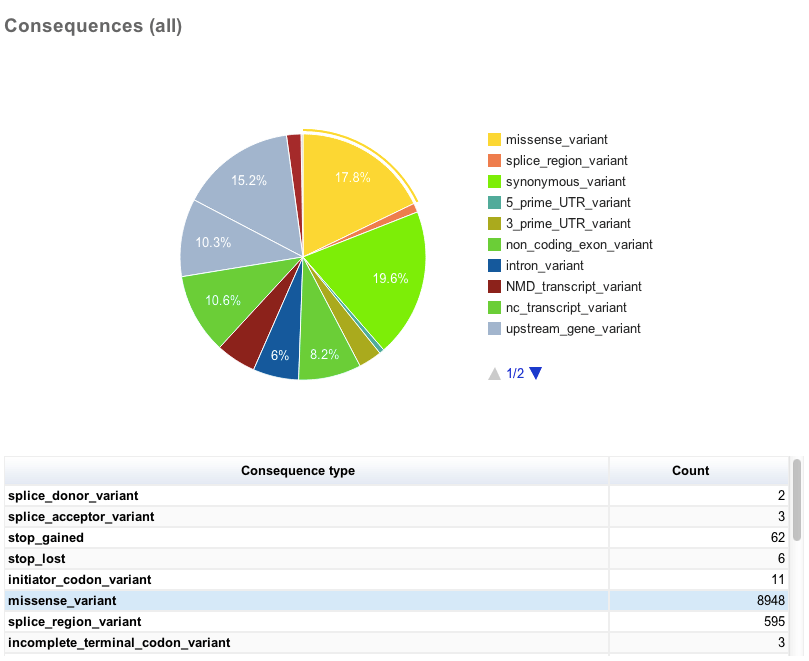 Consequences (all)
17.8%
19.6%
8.2%
6%
10.6%
10.3%
15.2%
missense_variant
splice_region_variant
synonymous_variant
5_prime_UTR_variant
3_prime_UTR_variant
non_coding_exon_variant
intron_variant
NMD_transcript_variant
nc_transcript_variant
upstream_gene_variant
1/2
Consequence type Count
splice_donor_variant 2
splice_acceptor_variant 3
stop_gained 62
stop_lost 6
initiator_codon_variant 11
missense_variant 8948
splice_region_variant 595
incomplete_terminal_codon_variant 3